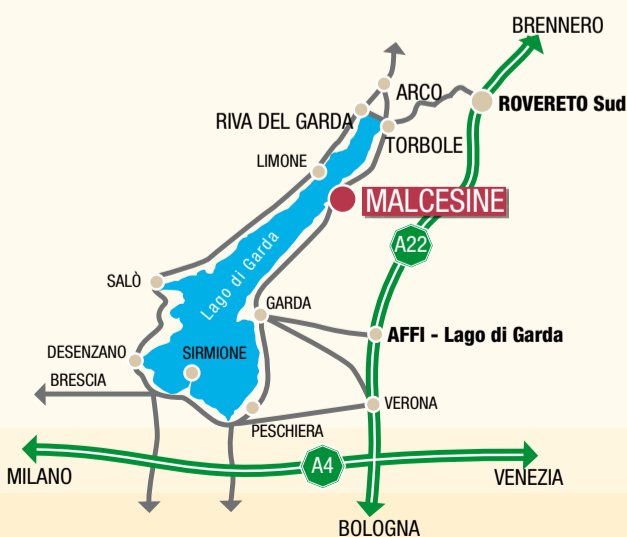 BRENNERO
ARCO
ROVERETO Sud
RIVA DEL GARDA
TORBOLE
LIMONE
MALCESINE
A22
Lago di Garda
SALÒ
GARDA
AFFI - Lago di Garda
DESENZANO
SIRMIONE
BRESCIA
VERONA
PESCHIERA
A4
MILANO
VENEZIA
BOLOGNA